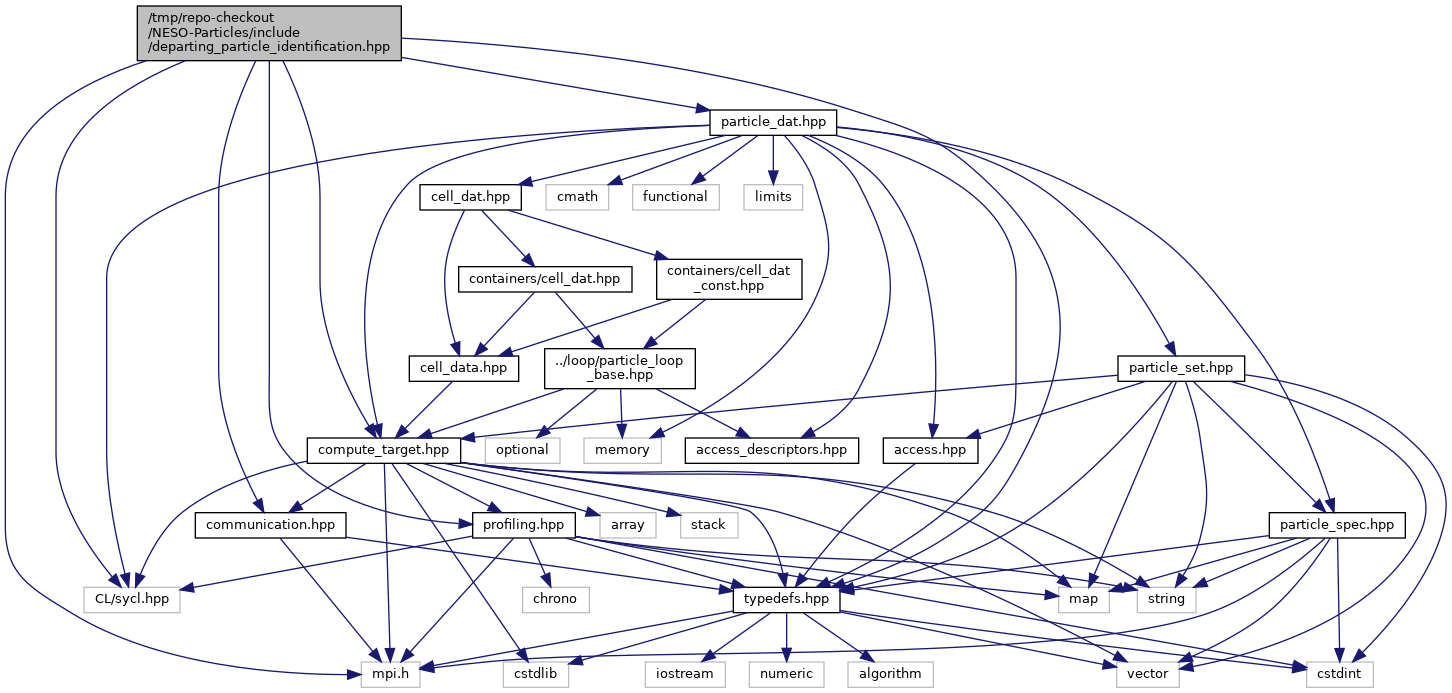 /tmp/repo-checkout
/NESO-Particles/include
/departing_particle_identification.hpp
particle_dat.hpp
cell_dat.hpp
cmath
functional
limits
containers/cell_dat.hpp
containers/cell_dat
_const.hpp
cell_data.hpp
../loop/particle_loop
_base.hpp
particle_set.hpp
compute_target.hpp
optional
memory
access_descriptors.hpp
access.hpp
communication.hpp
profiling.hpp
array
stack
particle_spec.hpp
CL/sycl.hpp
chrono
typedefs.hpp
map
string
mpi.h
cstdlib
iostream
numeric
algorithm
vector
cstdint